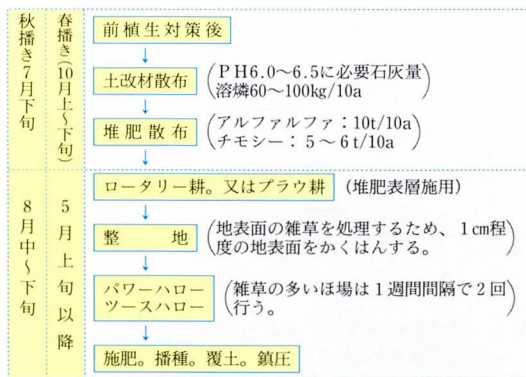 秋播き7月下旬
春播き(10月上〜下旬)
前植生対策後
土改材散布
(PH6.0〜6.5に必要石灰量
溶燐60〜100kg/10a)
堆肥散布
(アルファルファ：10t/10a
チモシー：5〜6t/10a)
8月中〜下旬
5月上旬以降
ロータリー耕。又はプラウ耕
(堆肥表層施用)
整地
(地表面の雑草を処理するため、1cm程
度の地表面をかくはんする。)
パワーハロー
ツースハロー
(雑草の多いほ場は1週間間隔で2回
行う。)
施肥。播種。覆土。鎮圧